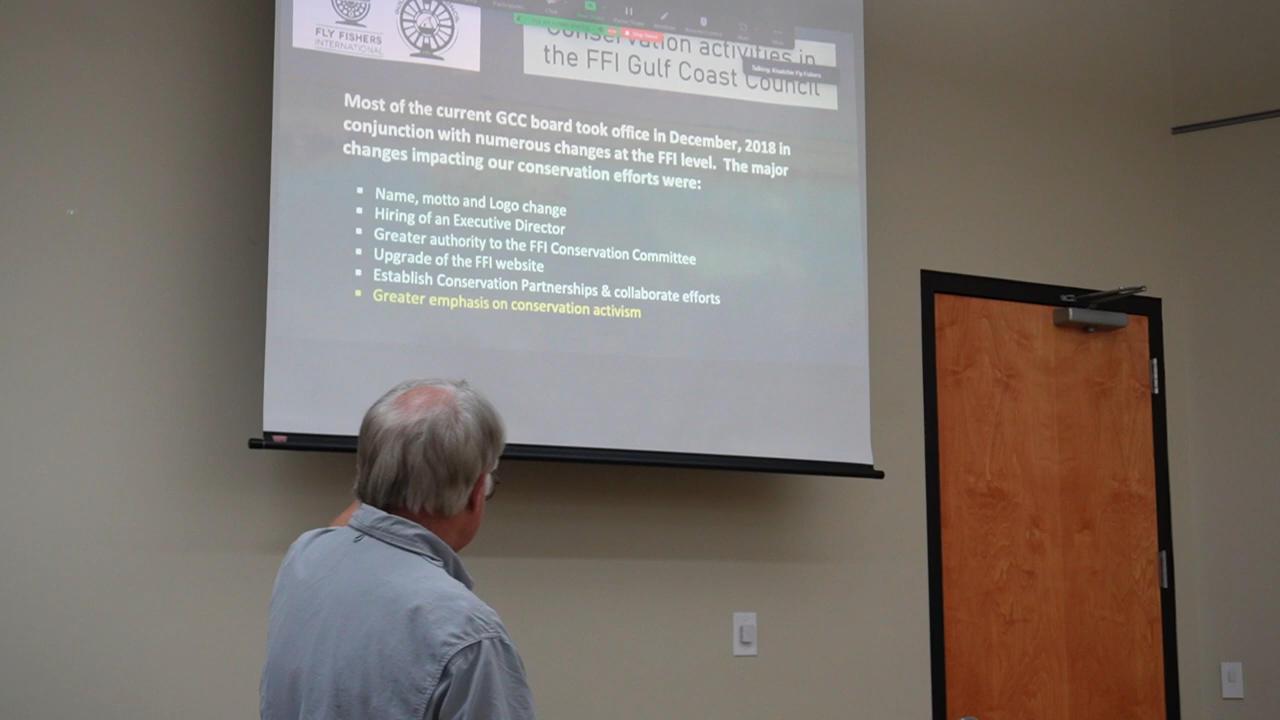 FLY FISHERS
INTERNATIONAL
Conservation activities in
the FFI Gulf Coast Council
Most of the current GCC board took office in December, 2018 in
conjunction with numerous changes at the FFI level. The major
changes impacting our conservation efforts were:
▪ Name, motto and Logo change
▪ Hiring of an Executive Director
▪ Greater authority to the FFI Conservation Committee
▪ Upgrade of the FFI website
▪ Establish Conservation Partnerships & collaborate efforts
▪ Greater emphasis on conservation activism